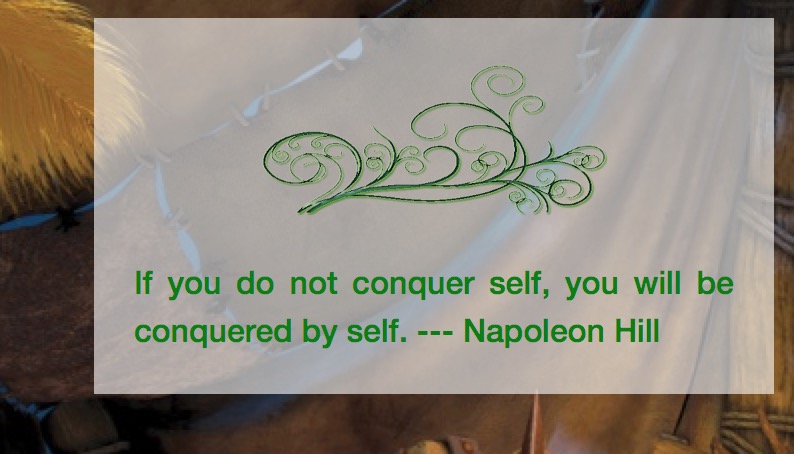 If you do not conquer self, you will be
conquered by self. --- Napoleon Hill